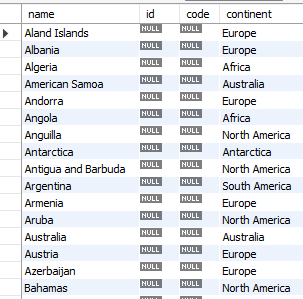 name id code continent
Aland Islands NULL NULL Europe
Albania NULL NULL Europe
Algeria NULL NULL Africa
American Samoa NULL NULL Australia
Andorra NULL NULL Europe
Angola NULL NULL Africa
Anguilla NULL NULL North America
Antarctica NULL NULL Antarctica
Antigua and Barbuda NULL NULL North America
Argentina NULL NULL South America
Armenia NULL NULL Europe
Aruba NULL NULL North America
Australia NULL NULL Australia
Austria NULL NULL Europe
Azerbaijan NULL NULL Europe
Bahamas NULL NULL North America